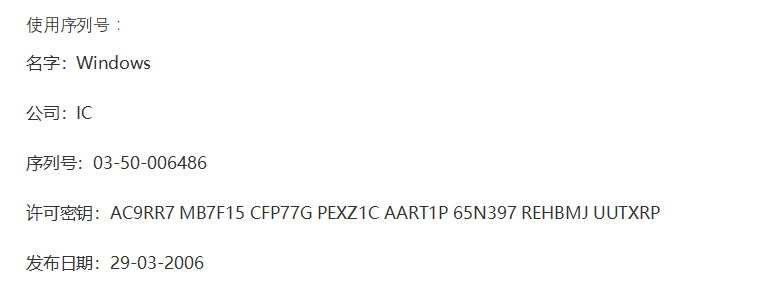 使用序列号：
名字：Windows
公司：IC
序列号：03-50-006486
许可密钥：AC9RR7 MB7F15 CFP77G PEXZ1C AART1P 65N397 REHBMJ UUTXRP
发布日期：29-03-2006